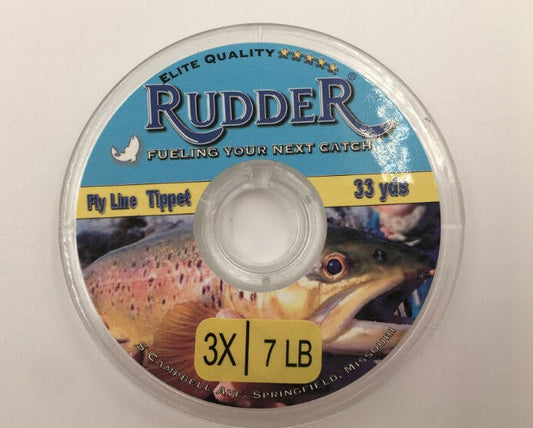 ELITE QUALITY
RUDDER®
FUELING YOUR NEXT CATCH
Fly Line Tippet
33 yds
3X | 7 LB
S CAMPBELL AVE, SPRINGFIELD, MISSOURI